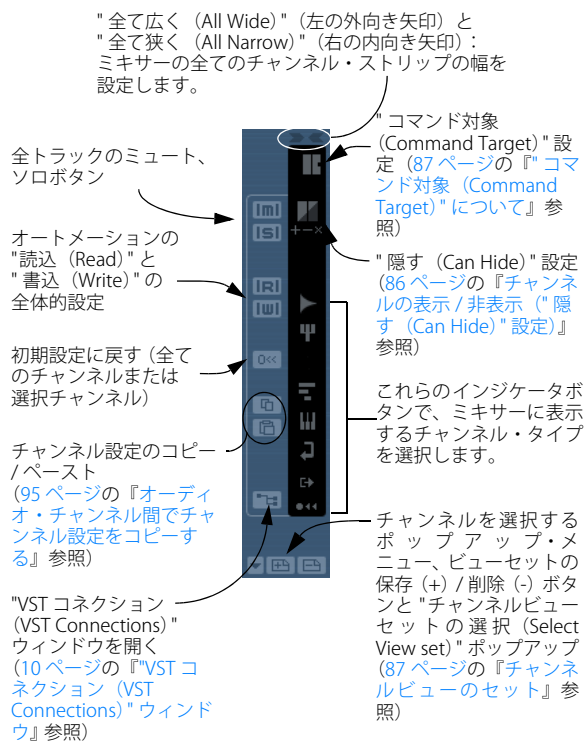 " 全て広く（All Wide）"（左の外向き矢印）と
" 全て狭く（All Narrow）"（右の内向き矢印）:
ミキサーの全てのチャンネル・ストリップの幅を
設定します。
全トラックのミュート、
ソロボタン
オートメーションの
"読込（Read）" と
" 書込（Write）" の
全体的設定
初期設定に戻す（全て
のチャンネルまたは
選択チャンネル）
チャンネル設定のコピー
/ ペースト
（95 ページの『オーディ
オ・チャンネル間でチャ
ンネル設定をコピーす
る』参照）
"VST コネクション
（VST Connections）"
ウィンドウを開く
（10 ページの『"VST コ
ネクション（VST
Connections）" ウィンド
ウ』参照）
|m|
|s|
|R|
|W|
0<<
+−×
" コマンド対象
（Command Target）" 設
定（87 ページの『" コマ
ンド対象（Command
Target）" について』参
照）
" 隠す（Can Hide）" 設定
（86 ページの『チャンネ
ルの表示 / 非表示（" 隠
す（Can Hide）" 設定）』
参照）
これらのインジケータボ
タンで、ミキサーに表示
するチャンネル・タイプ
を選択します。
チャンネルを選択する
ポップアップ・メ
ニュー、ビューセットの
保存（+）/ 削除（-）ボタ
ンと "チャンネルビュー
セットの選択（Select
View set）" ポップアップ
（87 ページの『チャンネ
ルビューのセット』参
照）